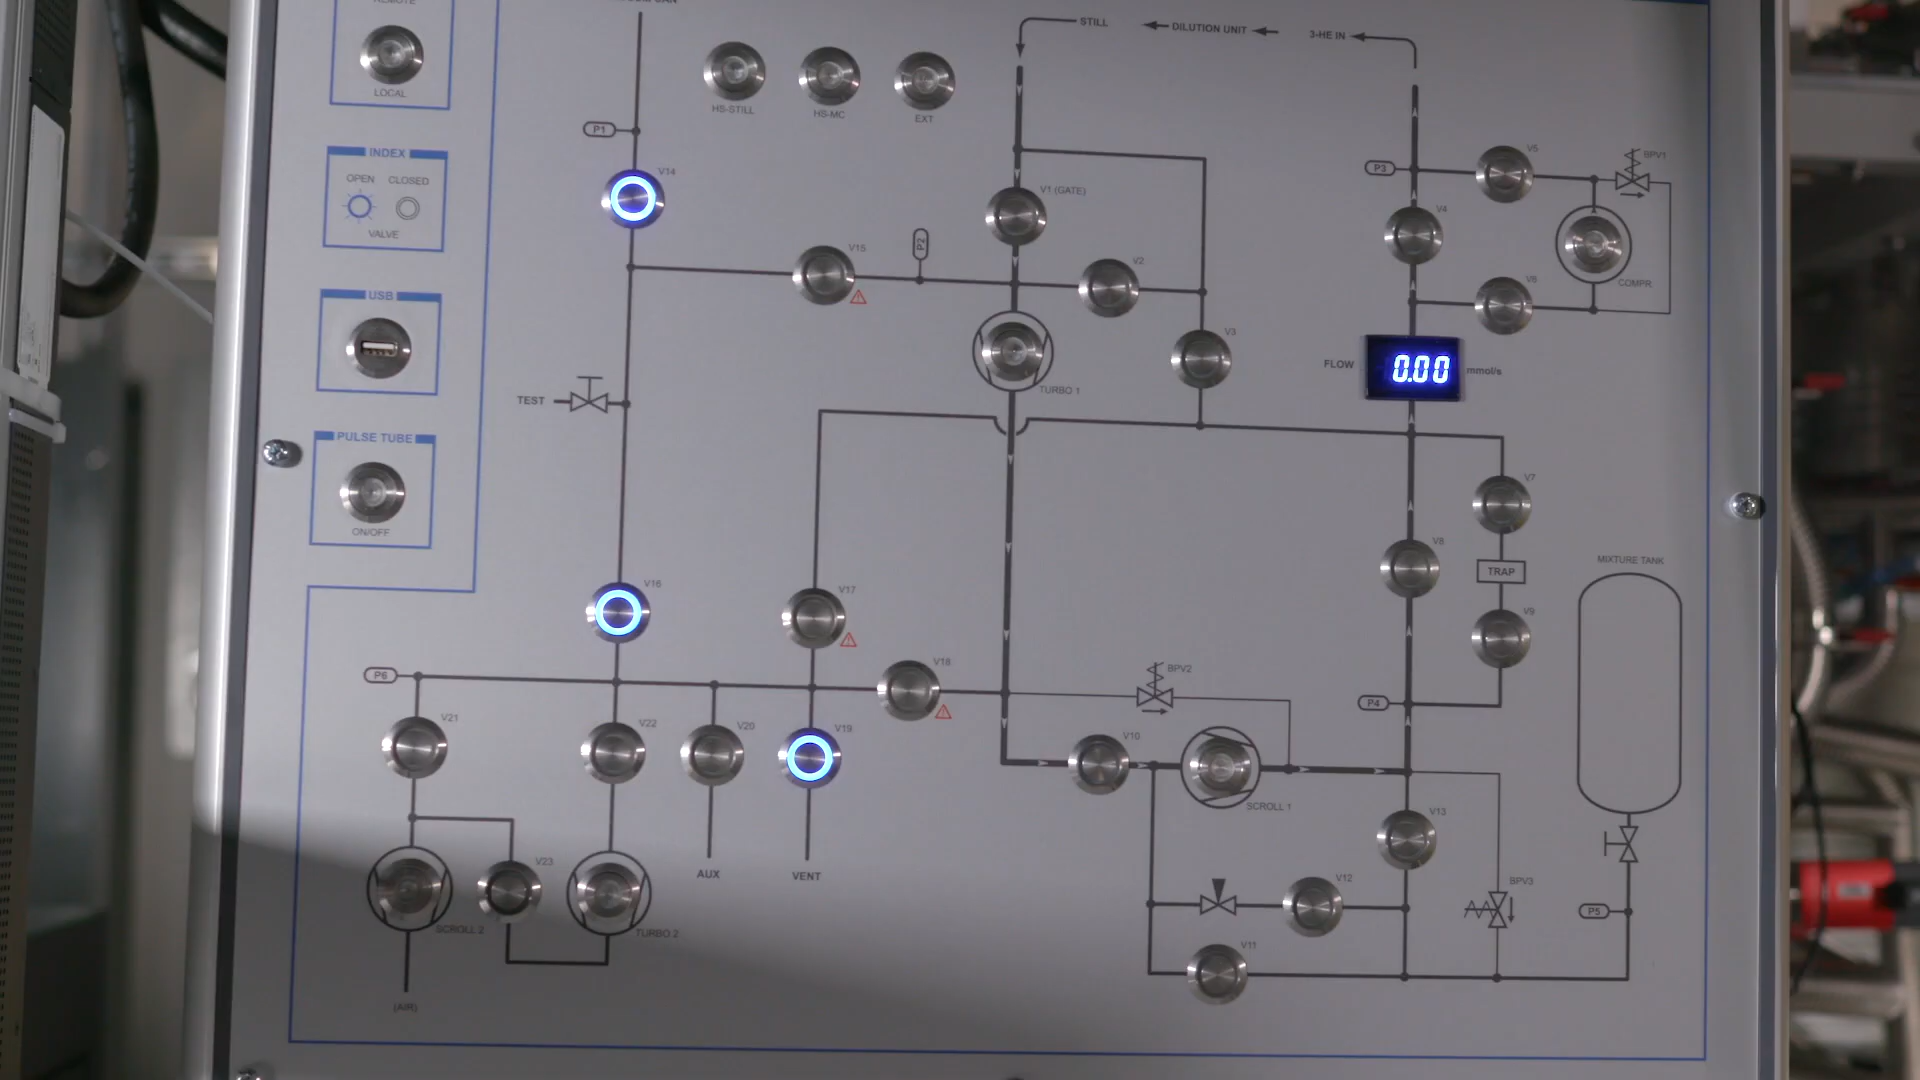 REMOTE
LOCAL
INDEX
OPEN CLOSED
VALVE
USB
PULSE TUBE
ON/OFF
HS-STILL
HS-MC
EXT
STILL
DILUTION UNIT
3-HE IN
P1
V14
V1 (GATE)
P3
V5
BPV1
V4
COMPR
V15
P2
V2
V6
V3
TURBO 1
FLOW
0.00
mmol/s
TEST
V7
V8
TRAP
MIXTURE TANK
V16
V17
V9
P6
V18
BPV2
P4
V21
V22
V20
V19
V10
SCROLL 1
V13
AUX
VENT
V23
V12
BPV3
P5
SCROLL 2
TURBO 2
V11
(AIR)